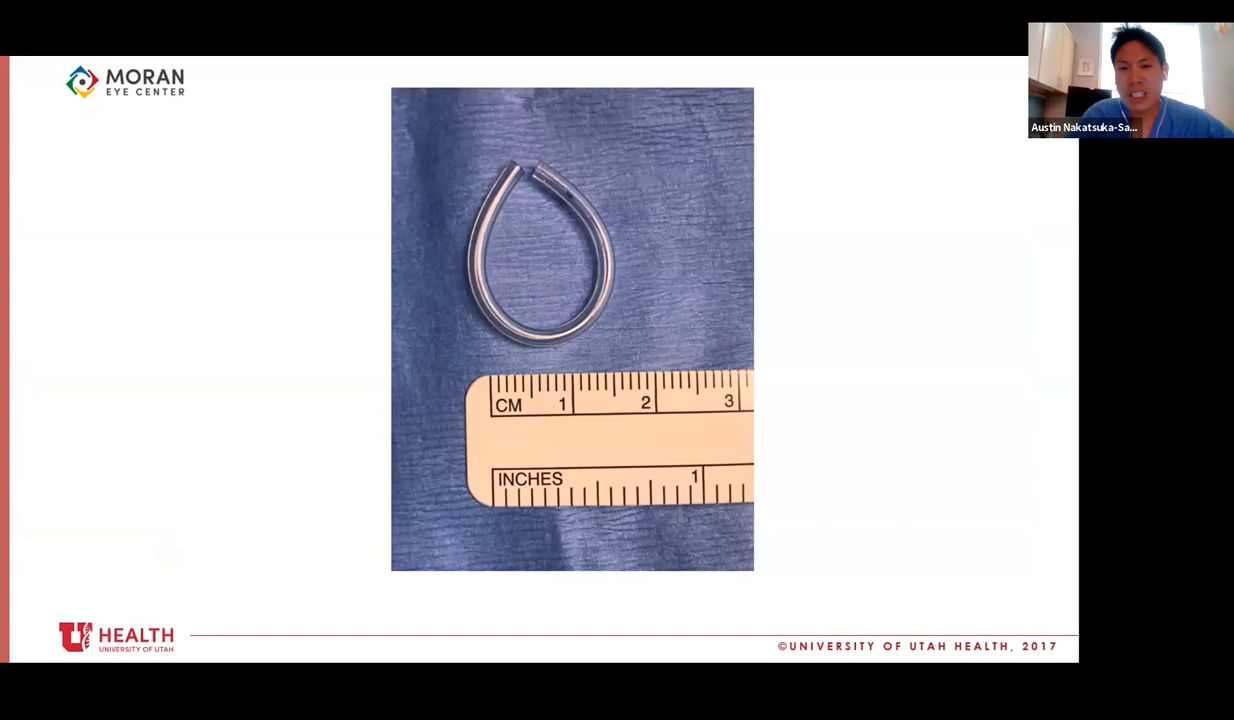 MORAN
EYE CENTER
Austin Nakatsuka-Sa...
CM 1 2 3
INCHES 1
U HEALTH
UNIVERSITY OF UTAH
©UNIVERSITY OF UTAH HEALTH, 2017